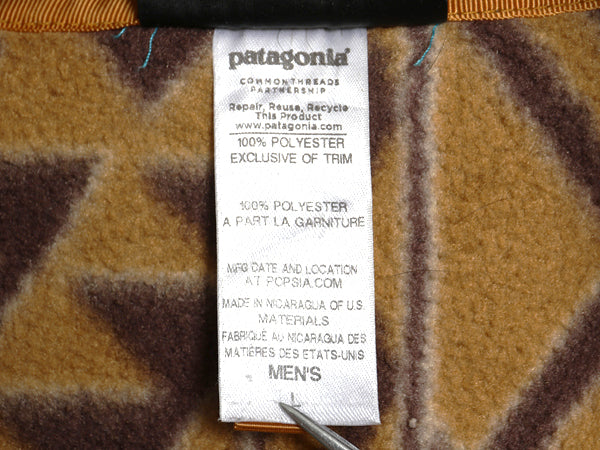 patagonia®
COMMON THREADS
PARTNERSHIP
Repair, Reuse, Recycle
This Product
www.patagonia.com
100% POLYESTER
EXCLUSIVE OF TRIM
100% POLYESTER
A PART LA GARNITURE
MFG DATE AND LOCATION
AT POPSIA.COM
MADE IN NICARAGUA OF U.S.
MATERIALS
FABRIQUÉ AU NICARAGUA DES
MATIÈRES DES ETATS-UNIS
MEN'S
L